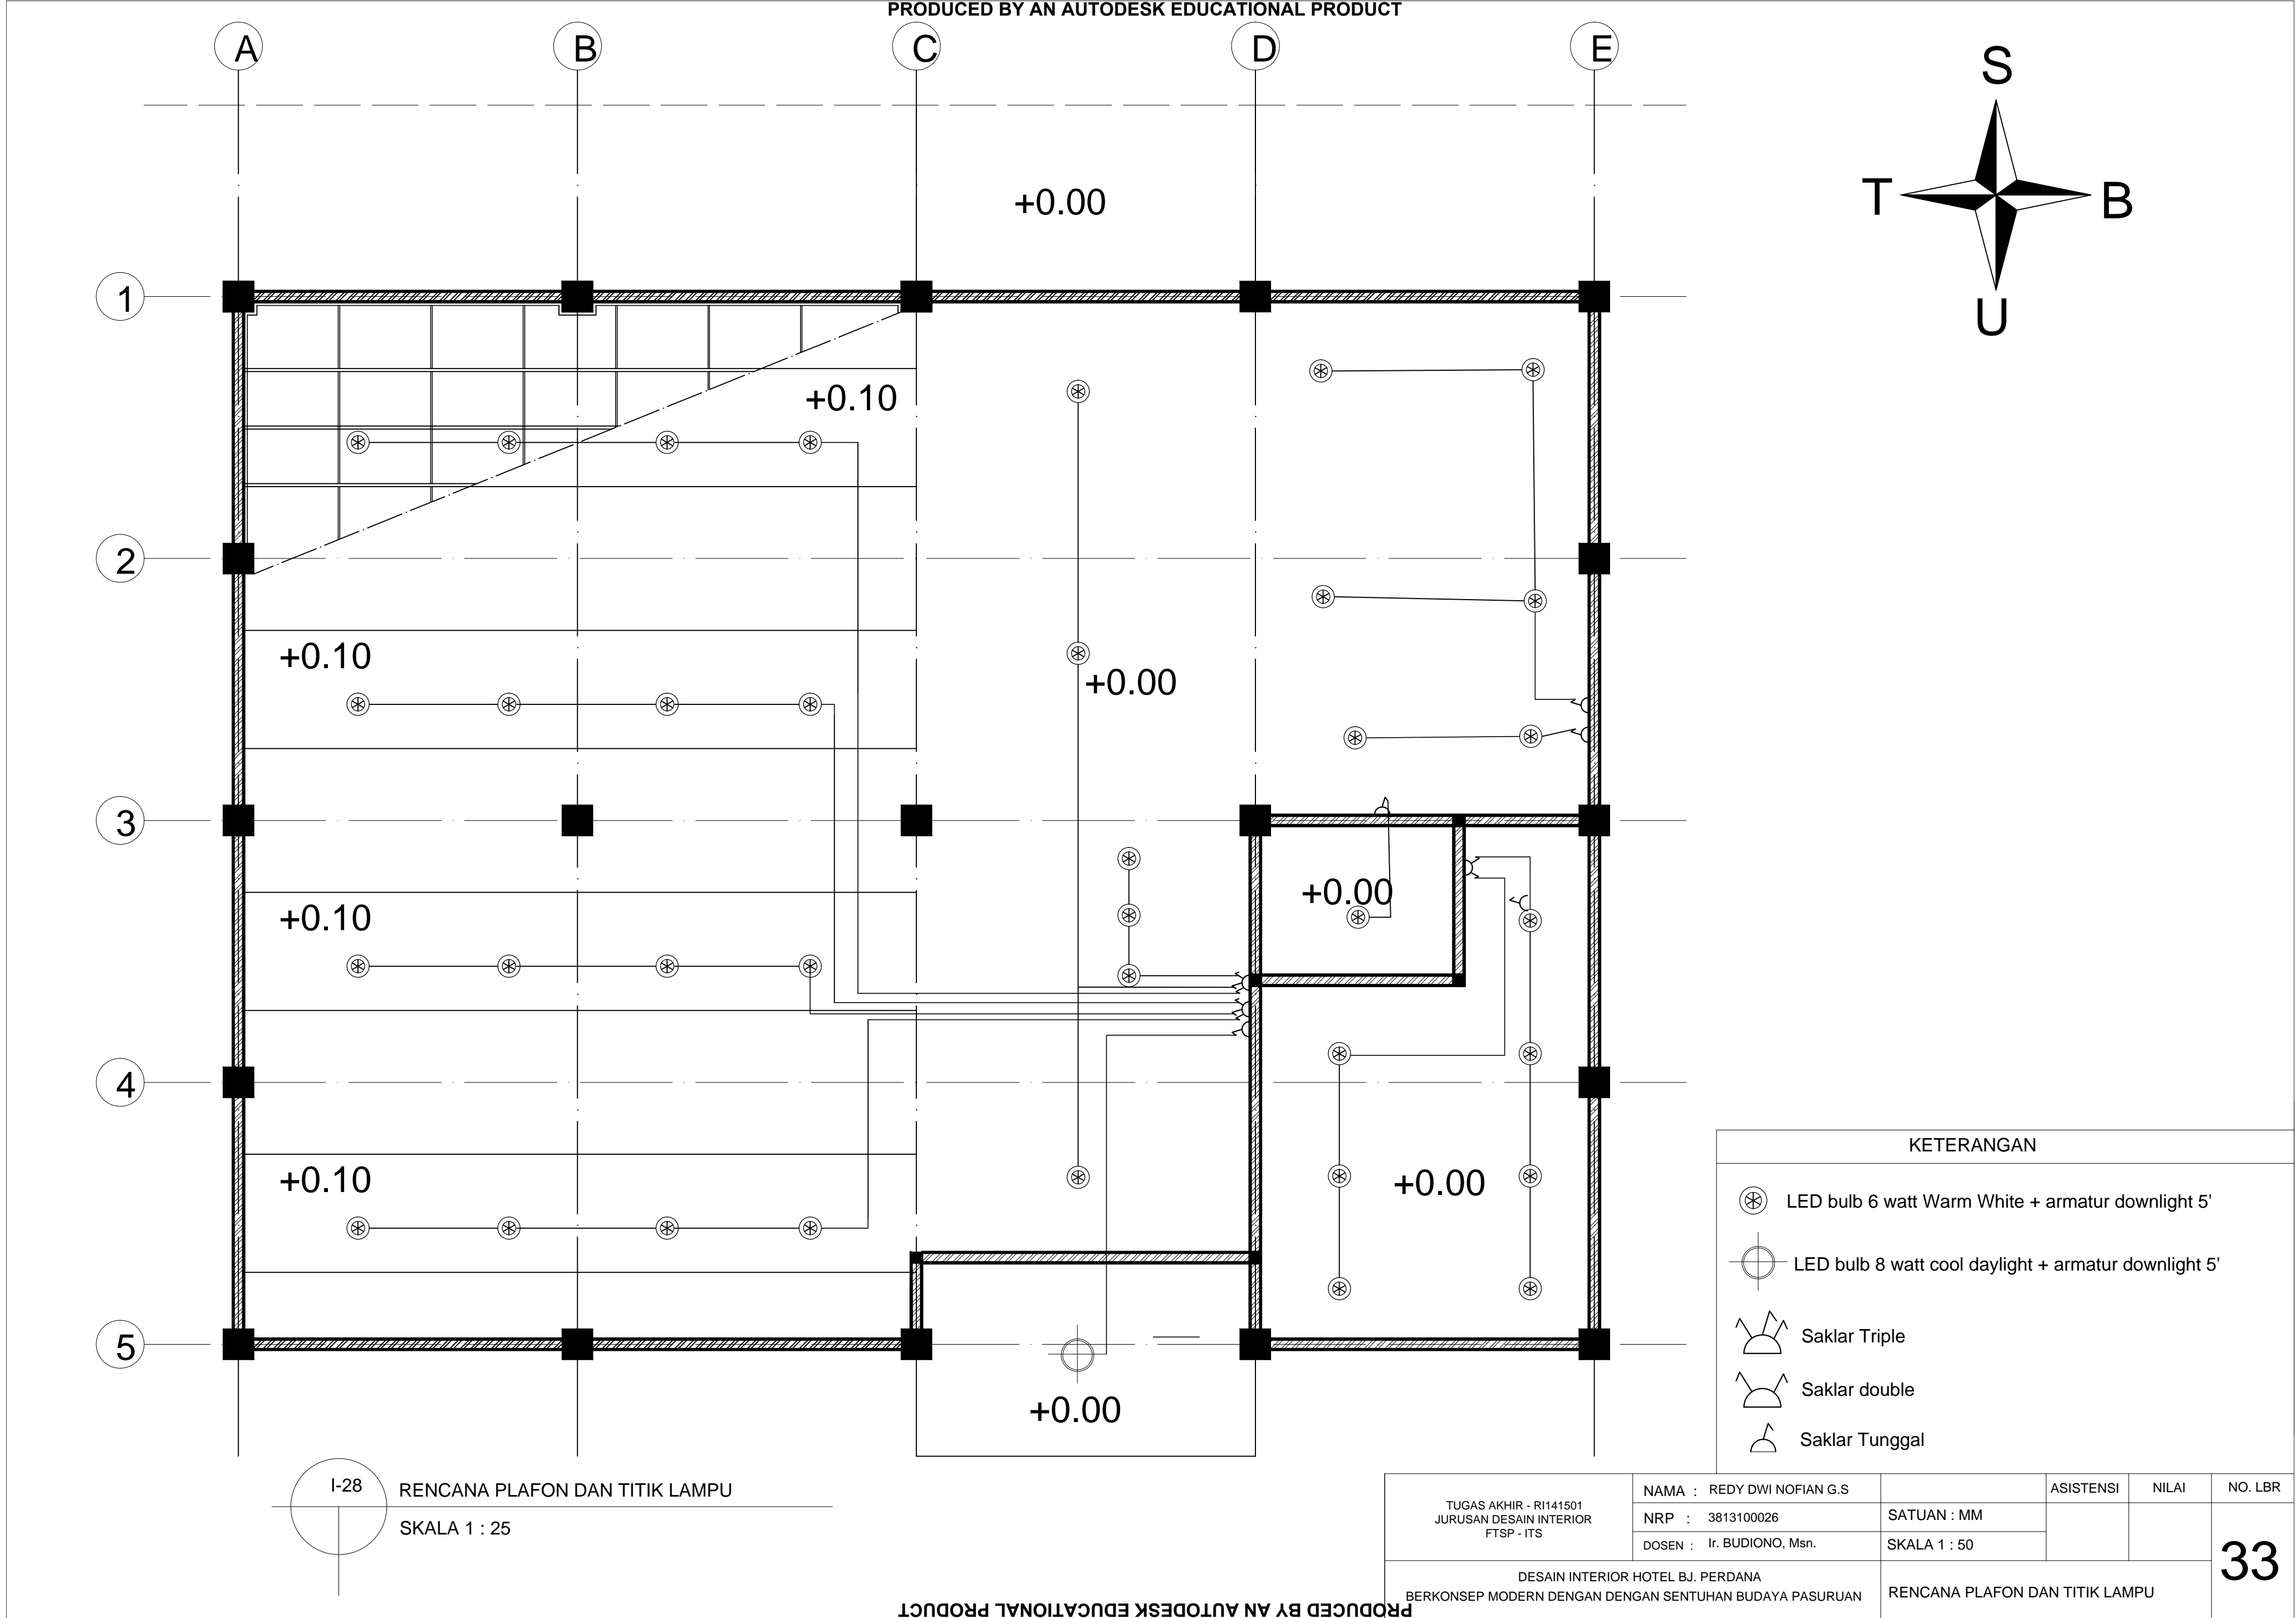 PRODUCED BY AN AUTODESK EDUCATIONAL PRODUCT
A
B
C
D
E
S
T
B
U
+0.00
1
+0.10
2
+0.10
+0.00
3
+0.00
+0.10
4
+0.10
+0.00
5
+0.00
KETERANGAN
LED bulb 6 watt Warm White + armatur downlight 5'
LED bulb 8 watt cool daylight + armatur downlight 5'
Saklar Triple
Saklar double
Saklar Tunggal
I-28
RENCANA PLAFON DAN TITIK LAMPU
SKALA 1 : 25
TUGAS AKHIR - RI141501
JURUSAN DESAIN INTERIOR
FTSP - ITS
NAMA : REDY DWI NOFIAN G.S
NRP : 3813100026
DOSEN : Ir. BUDIONO, Msn.
SATUAN : MM
SKALA 1 : 50
ASISTENSI
NILAI
NO. LBR
33
DESAIN INTERIOR HOTEL BJ. PERDANA
BERKONSEP MODERN DENGAN DENGAN SENTUHAN BUDAYA PASURUAN
RENCANA PLAFON DAN TITIK LAMPU
PRODUCED BY AN AUTODESK EDUCATIONAL PRODUCT